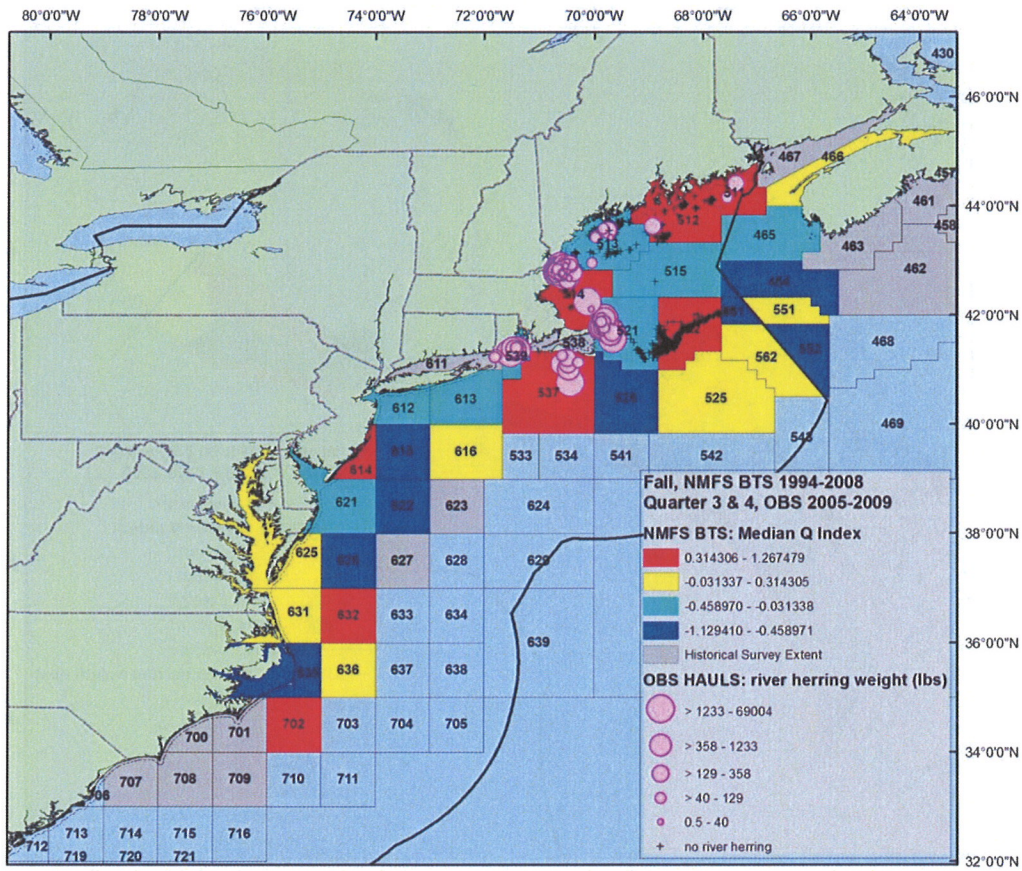 80°0'0"W 78°0'0"W 76°0'0"W 74°0'0"W 72°0'0"W 70°0'0"W 68°0'0"W 66°0'0"W 64°0'0"W
430
46°0'0"N
467 466
457
44°0'0"N
461
512
458
513 465 463
462
515
514
551
42°0'0"N
521
538
468
539
562
611
537
525
613
469
612
40°0'0"N
616
533 534 541 542 543
614
Fall, NMFS BTS 1994-2008
Quarter 3 & 4, OBS 2005-2009
621 622 623 624
NMFS BTS: Median Q Index
38°0'0"N
0.314306 - 1.267479
625
627 628 629
-0.031337 - 0.314305
-0.458970 - -0.031338
631 632 633 634
-1.129410 - -0.458971
639
36°0'0"N
Historical Survey Extent
636 637 638
OBS HAULS: river herring weight (lbs)
> 1233 - 69004
700 701 702 703 704 705
> 358 - 1233
34°0'0"N
> 129 - 358
707 708 709 710 711
> 40 - 129
0.5 - 40
713 714 715 716
no river herring
712
719 720 721
32°0'0"N